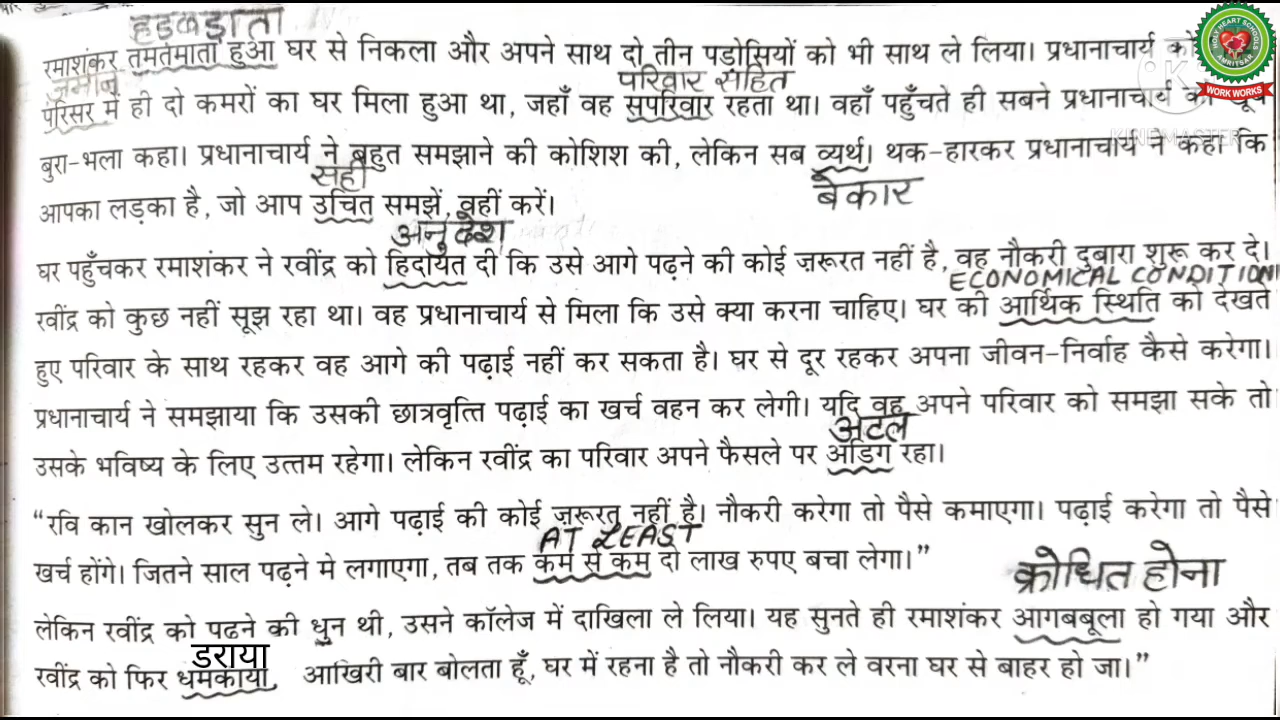 हडबड़ाता
रमाशंकर तमतमाता हुआ घर से निकला और अपने साथ दो तीन पड़ोसियों को भी साथ ले लिया। प्रधानाचार्य को
जमीन परिवार सहित
परिसर में ही दो कमरों का घर मिला हुआ था, जहाँ वह सपरिवार रहता था। वहाँ पहुँचते ही सबने प्रधानाचार्य को
बुरा-भला कहा। प्रधानाचार्य ने बहुत समझाने की कोशिश की, लेकिन सब व्यर्थ। थक-हारकर प्रधानाचार्य ने कहा कि
सही बेकार
आपका लड़का है, जो आप उचित समझें, वहीं करें।
अनुदेश
घर पहुँचकर रमाशंकर ने रवींद्र को हिदायत दी कि उसे आगे पढ़ने की कोई ज़रूरत नहीं है, वह नौकरी दुबारा शुरू कर दे।
ECONOMICAL CONDITION
रवींद्र को कुछ नहीं सूझ रहा था। वह प्रधानाचार्य से मिला कि उसे क्या करना चाहिए। घर की आर्थिक स्थिति को देखते
हुए परिवार के साथ रहकर वह आगे की पढ़ाई नहीं कर सकता है। घर से दूर रहकर अपना जीवन-निर्वाह कैसे करेगा।
प्रधानाचार्य ने समझाया कि उसकी छात्रवृत्ति पढ़ाई का खर्च वहन कर लेगी। यदि वह अपने परिवार को समझा सके तो
अटल
उसके भविष्य के लिए उत्तम रहेगा। लेकिन रवींद्र का परिवार अपने फैसले पर अडिग रहा।
“रवि कान खोलकर सुन ले। आगे पढ़ाई की कोई ज़रूरत नहीं है। नौकरी करेगा तो पैसे कमाएगा। पढ़ाई करेगा तो पैसे
AT LEAST
खर्च होंगे। जितने साल पढ़ने मे लगाएगा, तब तक कम से कम दो लाख रुपए बचा लेगा।”
क्रोधित होना
लेकिन रवींद्र को पढने की धुन थी, उसने कॉलेज में दाखिला ले लिया। यह सुनते ही रमाशंकर आगबबूला हो गया और
डराया
रवींद्र को फिर धमकाया, आखिरी बार बोलता हूँ, घर में रहना है तो नौकरी कर ले वरना घर से बाहर हो जा।”
HOLY HEART SCHOOLS
AMRITSAR
WORK WORKS
KINEMASTER